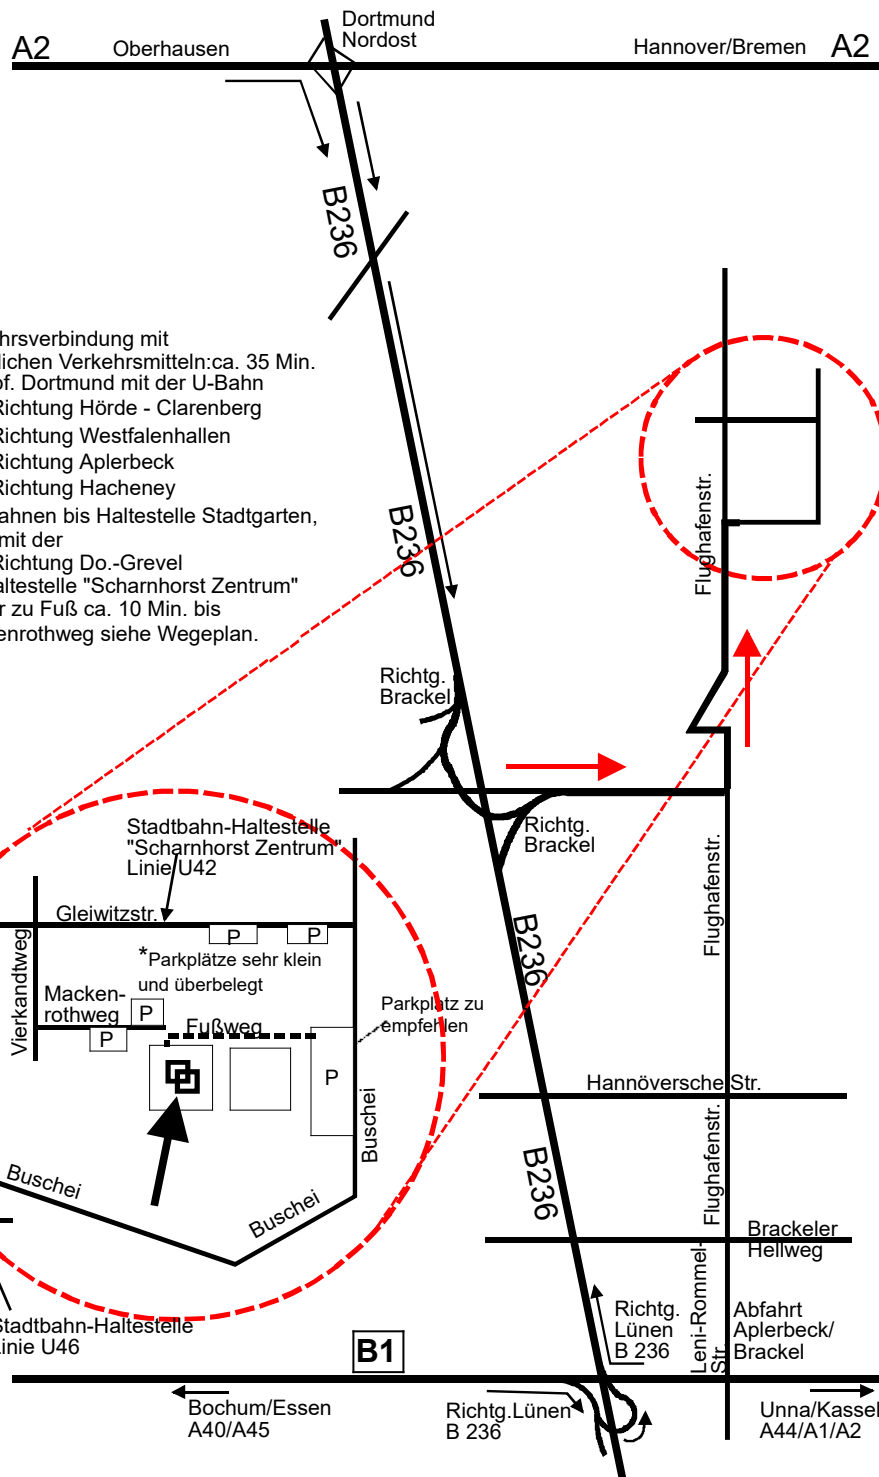 Dortmund
Nordost
A2
Oberhausen
Hannover/Bremen
A2
B236
hrsverbindung mit
lichen Verkehrsmitteln:ca. 35 Min.
of. Dortmund mit der U-Bahn
Richtung Hörde - Clarenberg
Richtung Westfalenhallen
Richtung Aplerbeck
Richtung Hacheney
ahnen bis Haltestelle Stadtgarten,
mit der
Richtung Do.-Grevel
altestelle "Scharnhorst Zentrum"
r zu Fuß ca. 10 Min. bis
enrothweg siehe Wegeplan.
B236
Flughafenstr.
Richtg.
Brackel
Richtg.
Brackel
Stadtbahn-Haltestelle
"Scharnhorst Zentrum"
Linie U42
Gleiwitzstr.
P
P
*Parkplätze sehr klein
und überbelegt
Vierkandtweg
Macken-
rothweg
P
P
Fußweg
P
Parkplatz zu
empfehlen
Buschei
Buschei
Buschei
B236
Flughafenstr.
Hannöversche Str.
Flughafenstr.
B236
Brackeler
Hellweg
Leni-Rommel-
Str.
Stadtbahn-Haltestelle
Linie U46
B1
Richtg.
Lünen
B 236
Abfahrt
Aplerbeck/
Brackel
Bochum/Essen
A40/A45
Richtg.Lünen
B 236
Unna/Kassel
A44/A1/A2